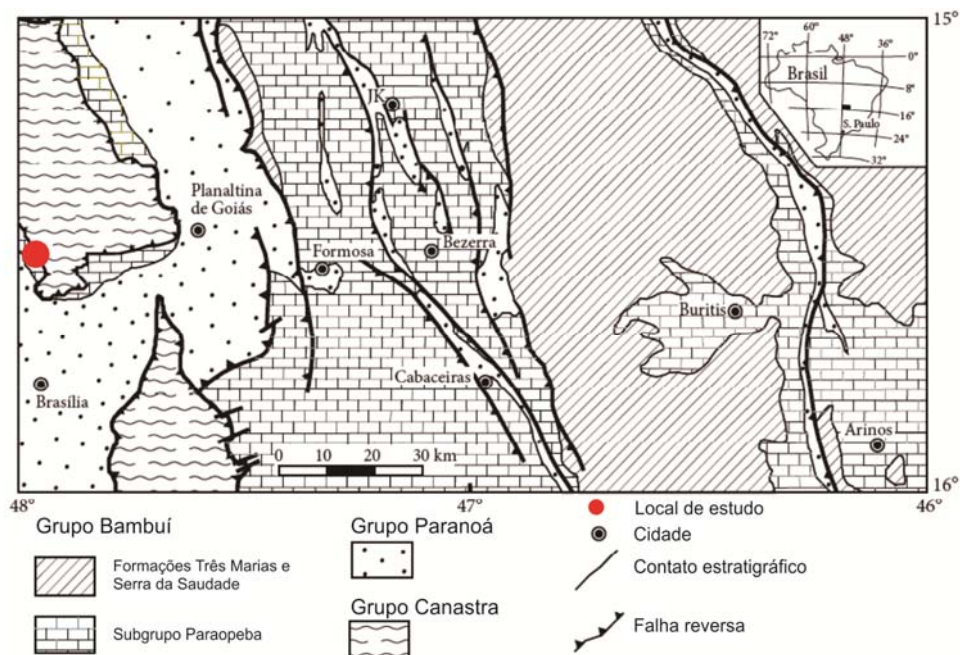 15°
72° 60° 48° 36°
0°
Brasil
8°
16°
S. Paulo
24°
32°
JK
Planaltina
de Goiás
Formosa
Bezerra
Buritis
Cabaceiras
Brasília
Arinos
0 10 20 30 km
48° 47° 46°
16°
Grupo Bambuí
Formações Três Marias e
Serra da Saudade
Subgrupo Paraopeba
Grupo Paranoá
Grupo Canastra
Local de estudo
Cidade
Contato estratigráfico
Falha reversa